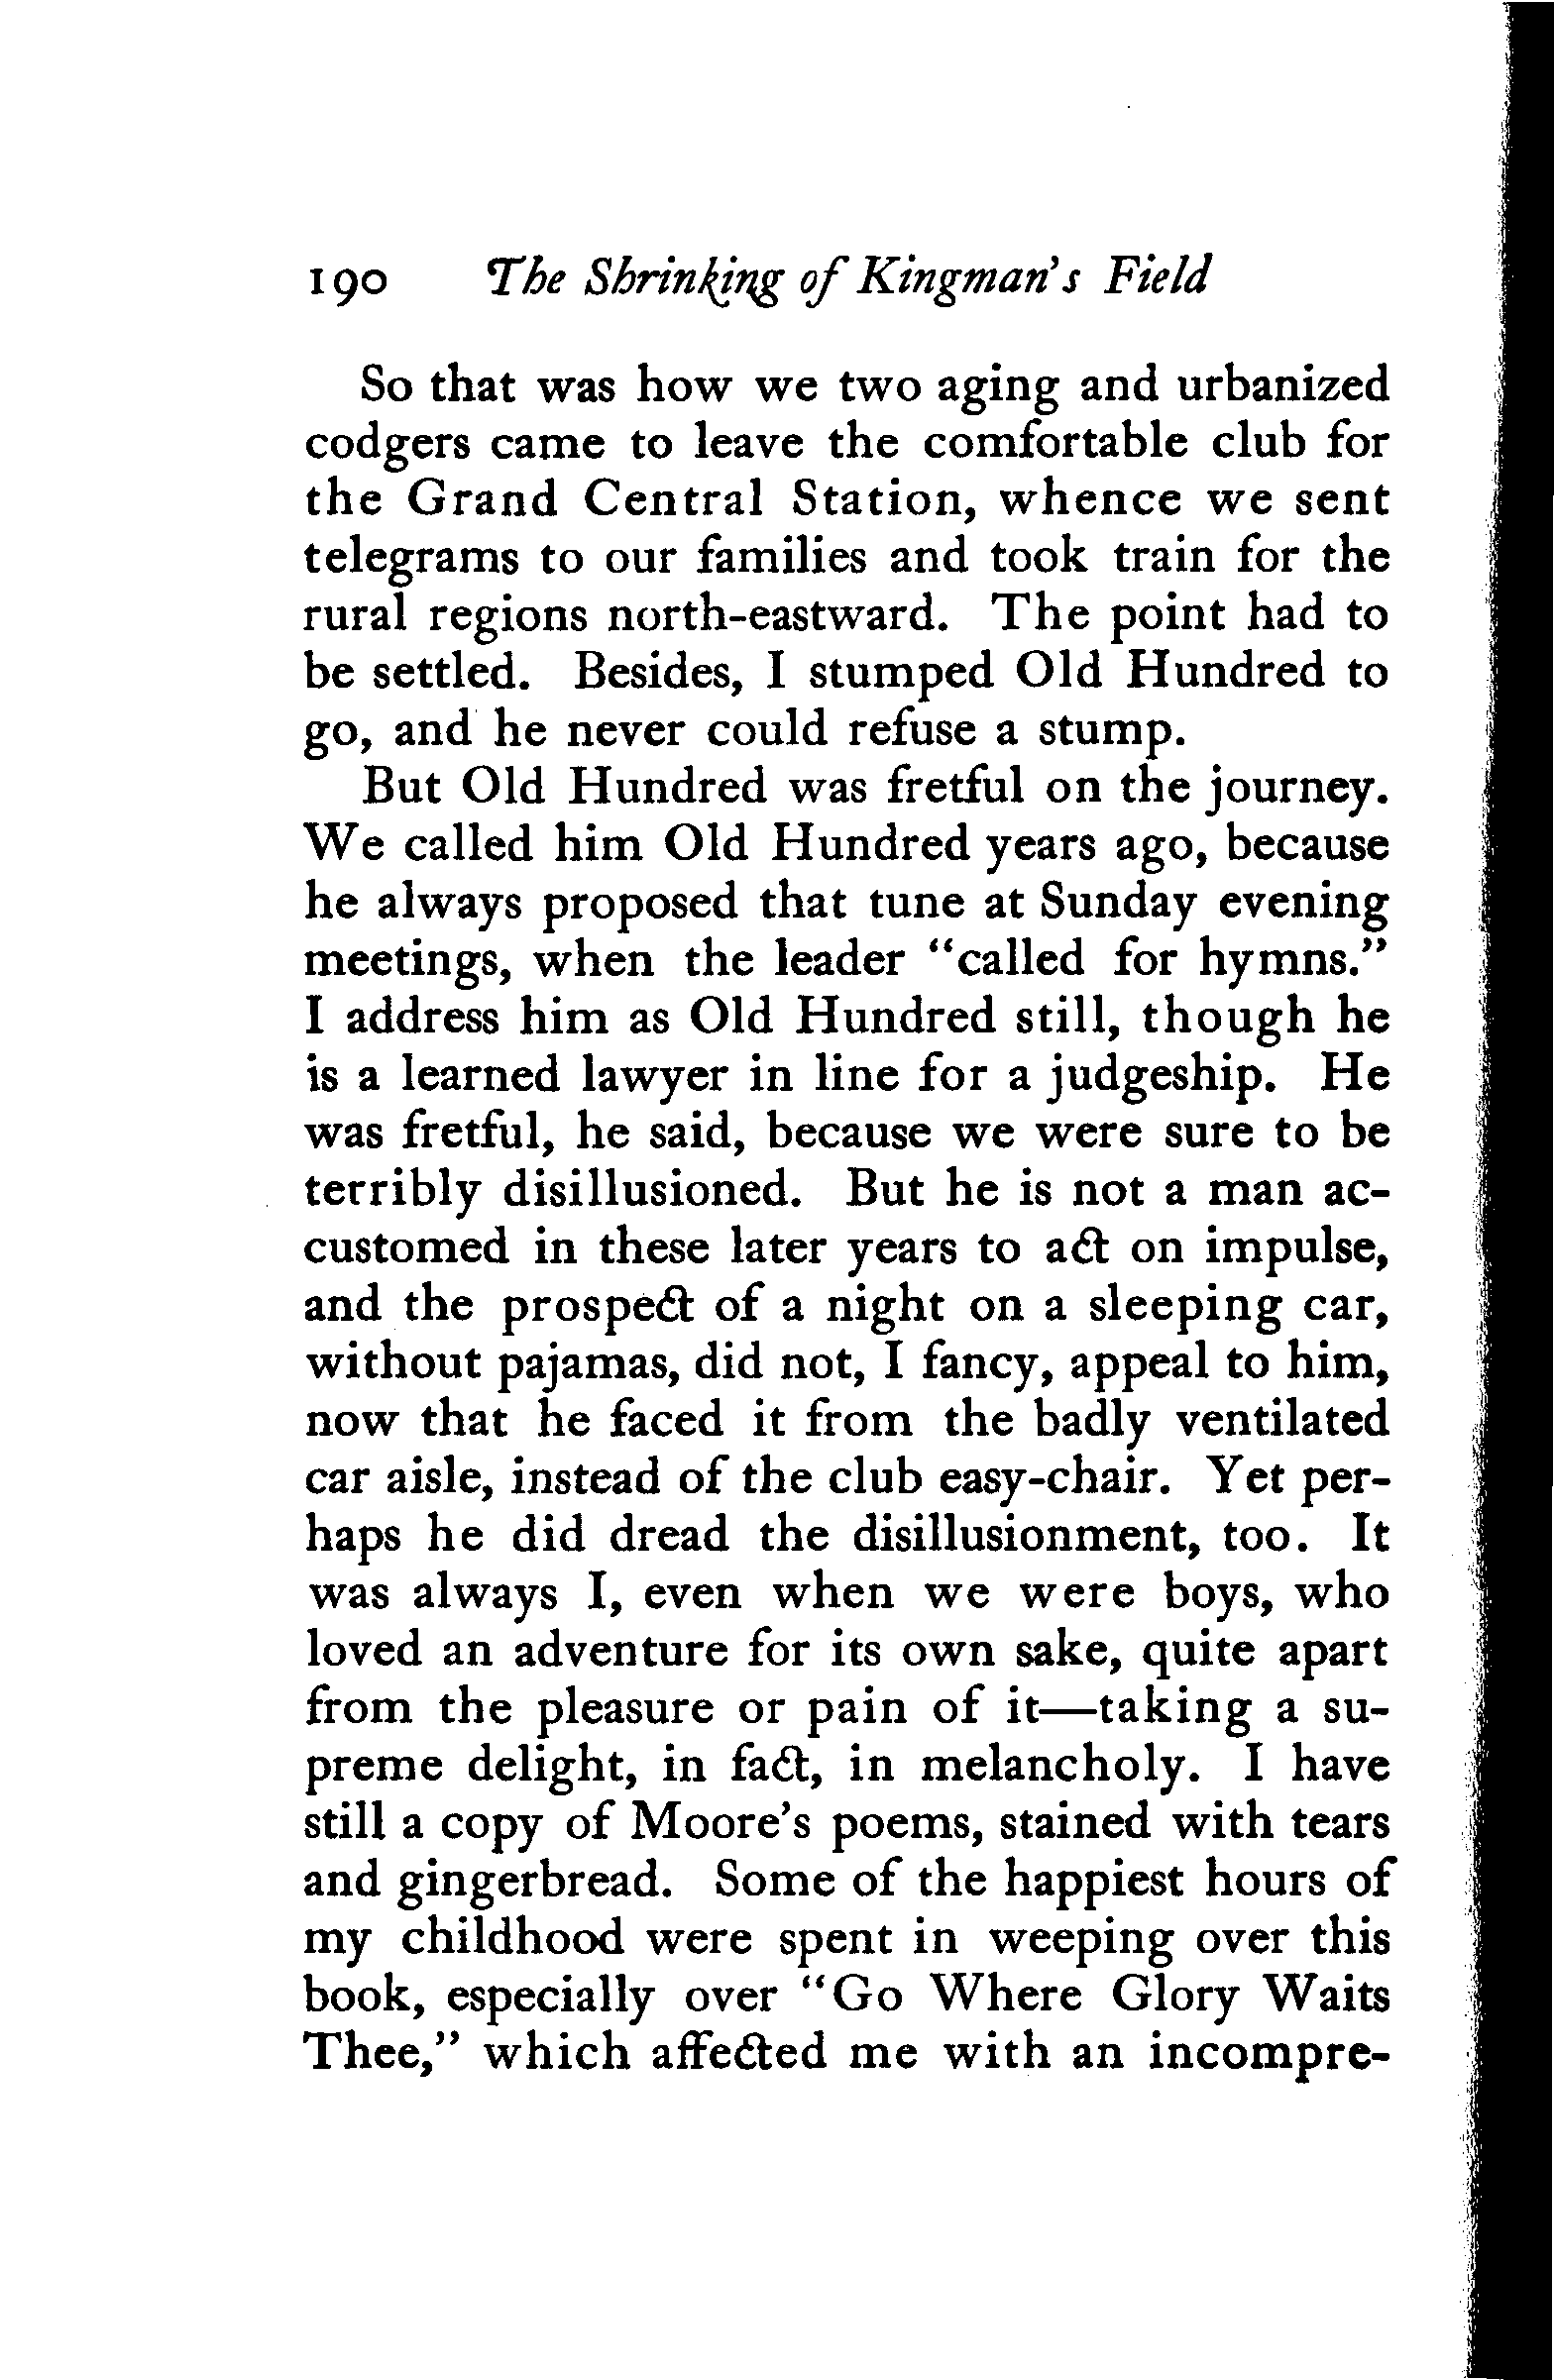 190 The Shrinking of Kingman's Field
So that was how we two aging and urbanized
codgers came to leave the comfortable club for
the Grand Central Station, whence we sent
telegrams to our families and took train for the
rural regions north-eastward. The point had to
be settled. Besides, I stumped Old Hundred to
go, and he never could refuse a stump.
But Old Hundred was fretful on the journey.
We called him Old Hundred years ago, because
he always proposed that tune at Sunday evening
meetings, when the leader "called for hymns."
I address him as Old Hundred still, though he
is a learned lawyer in line for a judgeship. He
was fretful, he said, because we were sure to be
terribly disillusioned. But he is not a man ac-
customed in these later years to act on impulse,
and the prospect of a night on a sleeping car,
without pajamas, did not, I fancy, appeal to him,
now that he faced it from the badly ventilated
car aisle, instead of the club easy-chair. Yet per-
haps he did dread the disillusionment, too. It
was always I, even when we were boys, who
loved an adventure for its own sake, quite apart
from the pleasure or pain of it—taking a su-
preme delight, in fact, in melancholy. I have
still a copy of Moore's poems, stained with tears
and gingerbread. Some of the happiest hours of
my childhood were spent in weeping over this
book, especially over "Go Where Glory Waits
Thee," which affected me with an incompre-